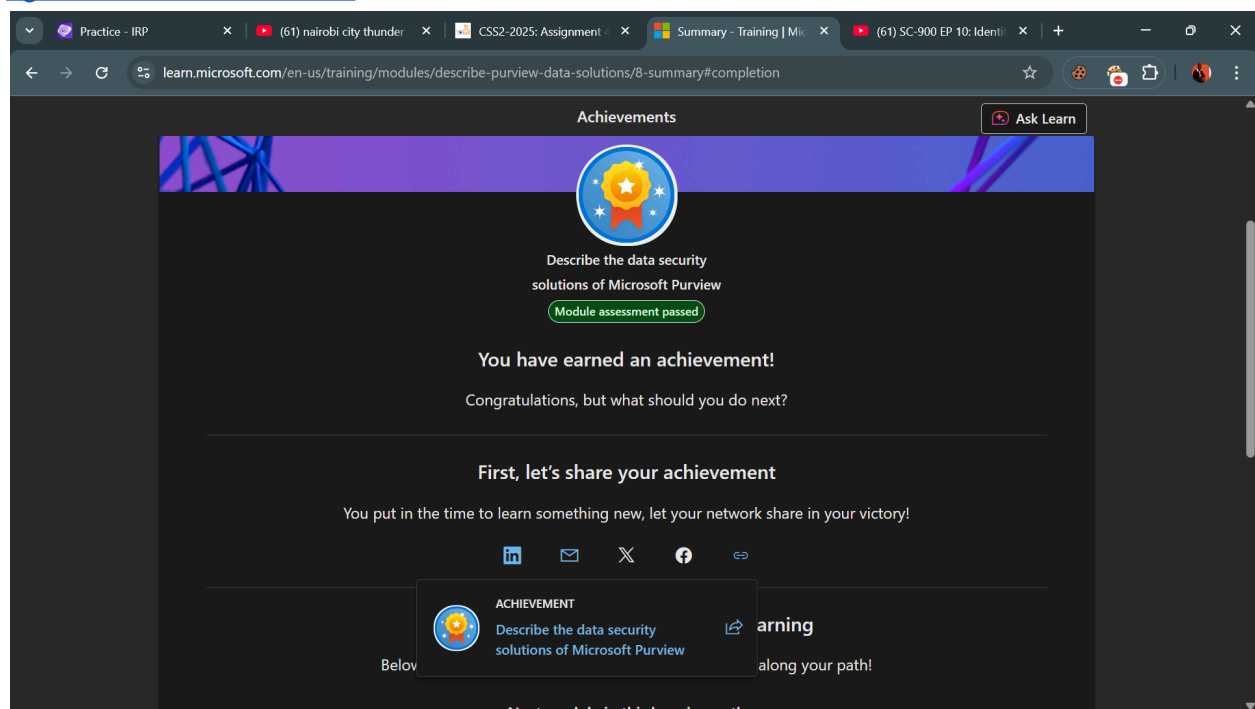 Practice - IRP
(61) nairobi city thunder
CSS2-2025: Assignment 4
Summary - Training | Mic
(61) SC-900 EP 10: Identi
learn.microsoft.com/en-us/training/modules/describe-purview-data-solutions/8-summary#completion
Achievements
Ask Learn
Describe the data security
solutions of Microsoft Purview
Module assessment passed
You have earned an achievement!
Congratulations, but what should you do next?
First, let's share your achievement
You put in the time to learn something new, let your network share in your victory!
ACHIEVEMENT
Describe the data security
solutions of Microsoft Purview
arning
Below
along your path!